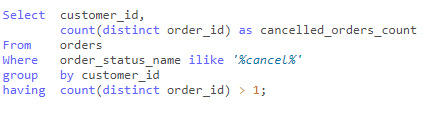 Select  customer_id,
        count(distinct order_id) as cancelled_orders_count
From    orders
Where   order_status_name ilike '%cancel%'
group   by customer_id
having  count(distinct order_id) > 1;